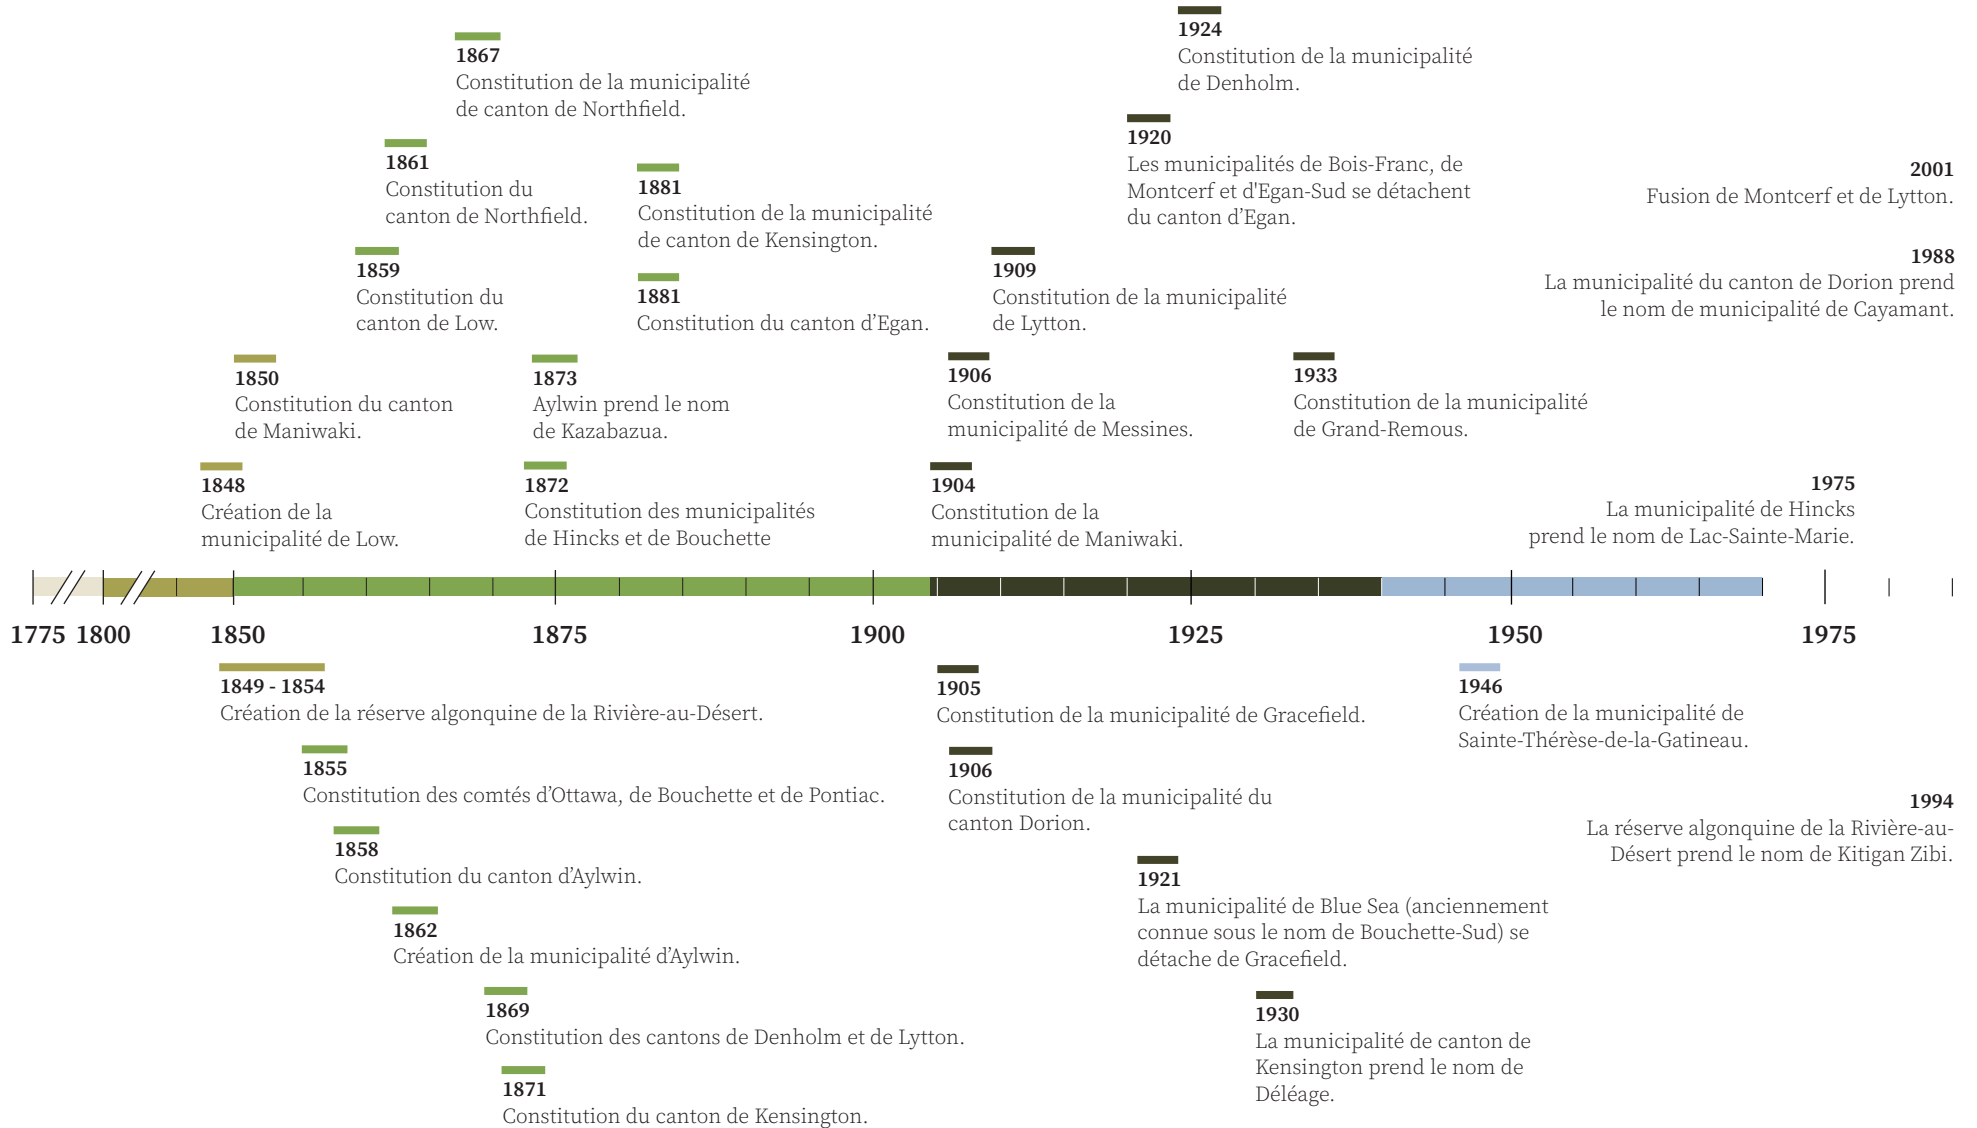 1924
Constitution de la municipalité
de Denholm.
1867
Constitution de la municipalité
de canton de Northfield.
1920
Les municipalités de Bois-Franc, de
Montcerf et d'Egan-Sud se détachent
du canton d’Egan.
1861
Constitution du
canton de Northfield.
1881
Constitution de la municipalité
de canton de Kensington.
2001
Fusion de Montcerf et de Lytton.
1859
Constitution du
canton de Low.
1881
Constitution du canton d’Egan.
1909
Constitution de la municipalité
de Lytton.
1988
La municipalité du canton de Dorion prend
le nom de municipalité de Cayamant.
1850
Constitution du canton
de Maniwaki.
1873
Aylwin prend le nom
de Kazabazua.
1906
Constitution de la
municipalité de Messines.
1933
Constitution de la municipalité
de Grand-Remous.
1848
Création de la
municipalité de Low.
1872
Constitution des municipalités
de Hincks et de Bouchette
1904
Constitution de la
municipalité de Maniwaki.
1975
La municipalité de Hincks
prend le nom de Lac-Sainte-Marie.
1775 1800 1850 1875 1900 1925 1950 1975
1849 - 1854
Création de la réserve algonquine de la Rivière-au-Désert.
1905
Constitution de la municipalité de Gracefield.
1946
Création de la municipalité de
Sainte-Thérèse-de-la-Gatineau.
1855
Constitution des comtés d’Ottawa, de Bouchette et de Pontiac.
1906
Constitution de la municipalité du
canton Dorion.
1994
La réserve algonquine de la Rivière-au-
Désert prend le nom de Kitigan Zibi.
1858
Constitution du canton d’Aylwin.
1921
La municipalité de Blue Sea (anciennement
connue sous le nom de Bouchette-Sud) se
détache de Gracefield.
1862
Création de la municipalité d’Aylwin.
1869
Constitution des cantons de Denholm et de Lytton.
1930
La municipalité de canton de
Kensington prend le nom de
Déléage.
1871
Constitution du canton de Kensington.